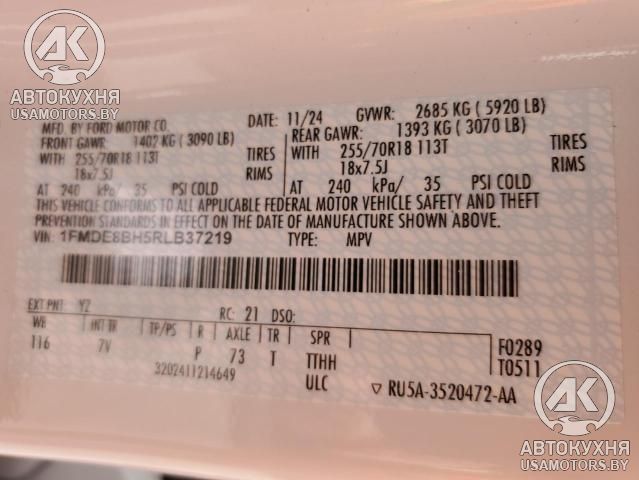 АК
АВТОКУХНЯ
USAMOTORS.BY
MFD. BY FORD MOTOR CO.
DATE: 11/24 GVWR: 2685 KG ( 5920 LB)
FRONT GAWR: 1402 KG ( 3090 LB)
REAR GAWR: 1393 KG ( 3070 LB)
WITH 255/70R18 113T TIRES
WITH 255/70R18 113T TIRES
18x7.5J RIMS
18x7.5J RIMS
AT 240 kPa/ 35 PSI COLD
AT 240 kPa/ 35 PSI COLD
THIS VEHICLE CONFORMS TO ALL APPLICABLE FEDERAL MOTOR VEHICLE SAFETY AND THEFT
PREVENTION STANDARDS IN EFFECT ON THE DATE OF MANUFACTURE SHOWN ABOVE.
VIN: 1FMDE8BH5RLB37219 TYPE: MPV
EXT PNT: YZ RC: 21 DSO:
WB INT TR TP/PS R AXLE TR SPR
116 7V P 73 T TTHH
F0289
T0511
3202411214649 ULC
▽ RU5A-3520472-AA
АК
АВТОКУХНЯ
USAMOTORS.BY